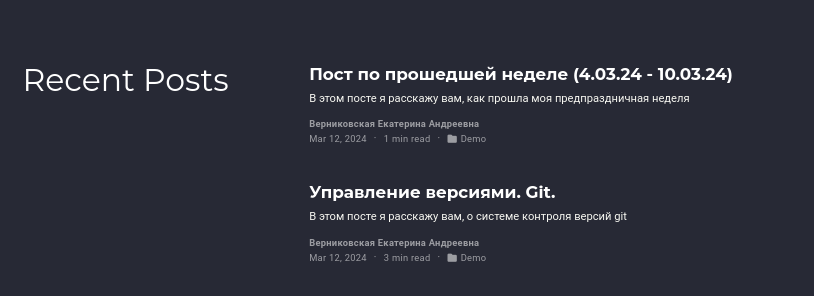 Recent Posts
Пост по прошедшей неделе (4.03.24 - 10.03.24)
В этом посте я расскажу вам, как прошла моя предпраздничная неделя
Верниковская Екатерина Андреевна
Mar 12, 2024 · 1 min read · Demo
Управление версиями. Git.
В этом посте я расскажу вам, о системе контроля версий git
Верниковская Екатерина Андреевна
Mar 12, 2024 · 3 min read · Demo